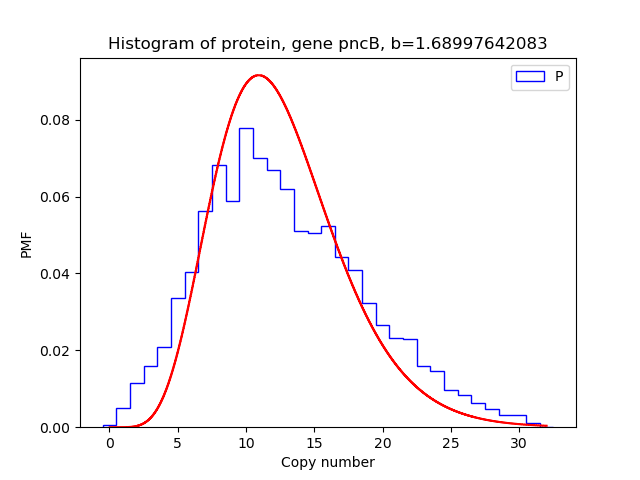 Histogram of protein, gene pncB, b=1.68997642083
P
0.08
0.06
0.04
0.02
0.00
PMF
0 5 10 15 20 25 30
Copy number